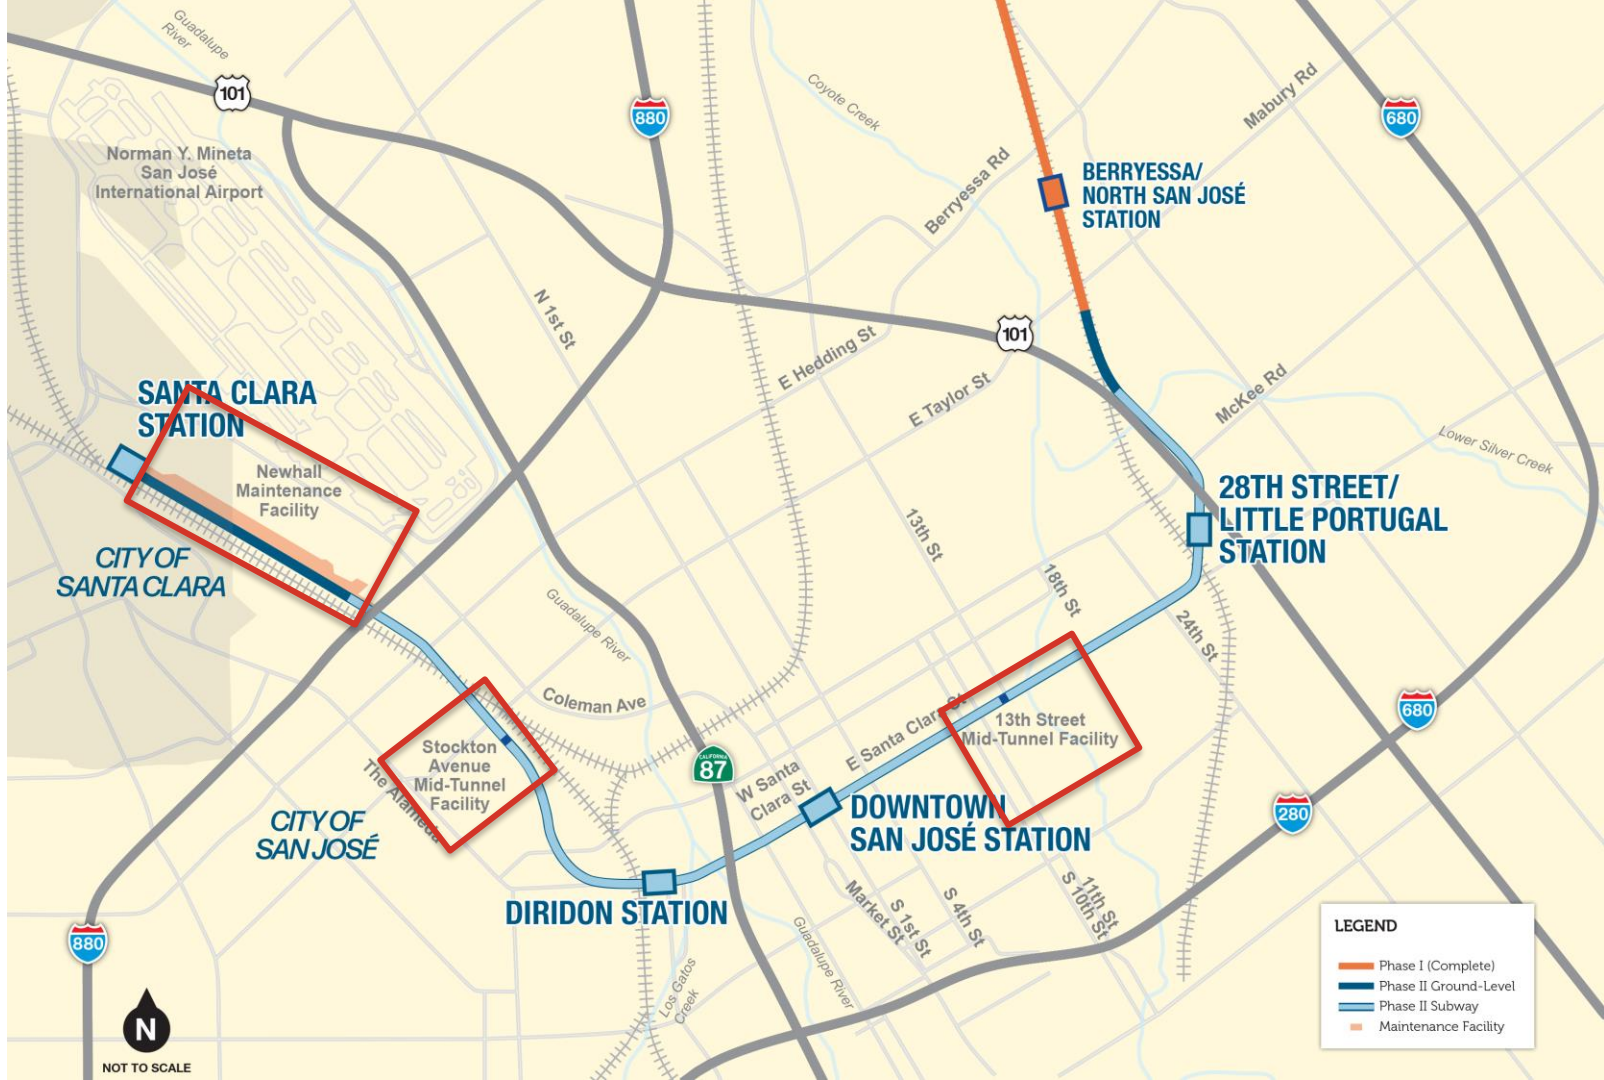 Guadalupe
River
101
880
Coyote Creek
Mabury Rd
680
Norman Y. Mineta
San José
International Airport
Berryessa Rd
BERRYESSA/
NORTH SAN JOSÉ
STATION
N 1st St
E Hedding St
101
E Taylor St
McKee Rd
Lower Silver Creek
SANTA CLARA
STATION
Newhall
Maintenance
Facility
28TH STREET/
LITTLE PORTUGAL
STATION
13th St
CITY OF
SANTA CLARA
18th St
24th St
Guadalupe River
Coleman Ave
E Santa Clara St
13th Street
Mid-Tunnel Facility
680
Stockton
Avenue
Mid-Tunnel
Facility
The Alameda
CALIFORNIA
87
W Santa
Clara St
DOWNTOWN
SAN JOSÉ STATION
280
CITY OF
SAN JOSÉ
DIRIDON STATION
Market St
S 1st St
S 4th St
S 10th St
11th St
880
Guadalupe River
Los Gatos
Creek
N
NOT TO SCALE
LEGEND
Phase I (Complete)
Phase II Ground-Level
Phase II Subway
Maintenance Facility